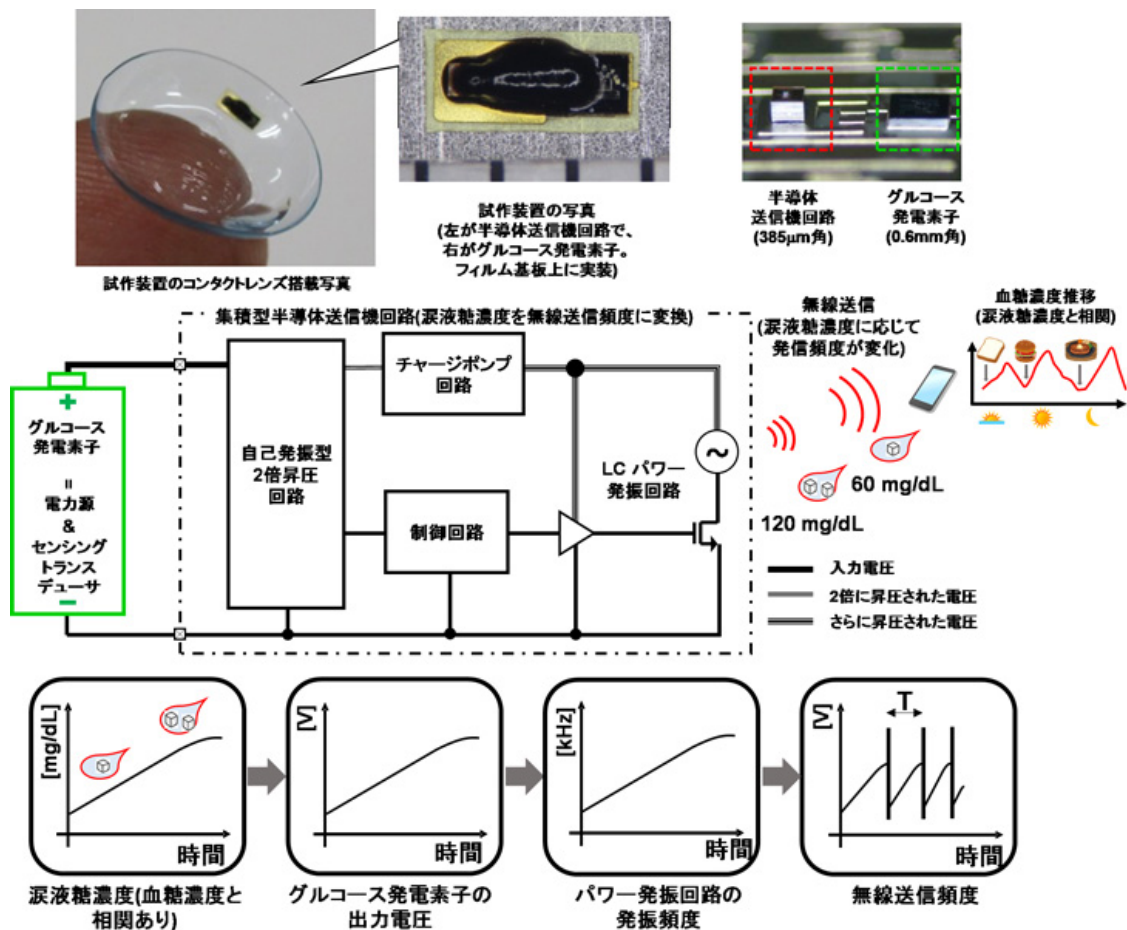 試作装置のコンタクトレンズ搭載写真
試作装置の写真
(左が半導体送信機回路で、
右がグルコース発電素子。
フィルム基板上に実装)
半導体
送信機回路
(385μm角)
グルコース
発電素子
(0.6mm角)
集積型半導体送信機回路(涙液糖濃度を無線送信頻度に変換)
+
グルコース
発電素子
=
電力源
&
センシング
トランス
デューサ
−
自己発振型
2倍昇圧
回路
チャージポンプ
回路
制御回路
LC パワー
発振回路
~
無線送信
(涙液糖濃度に応じて
発信頻度が変化)
血糖濃度推移
(涙液糖濃度と相関)
60 mg/dL
120 mg/dL
入力電圧
2倍に昇圧された電圧
さらに昇圧された電圧
[mg/dL]
時間
涙液糖濃度(血糖濃度と
相関あり)
[V]
時間
グルコース発電素子の
出力電圧
[kHz]
時間
パワー発振回路の
発振頻度
[V]
T
時間
無線送信頻度